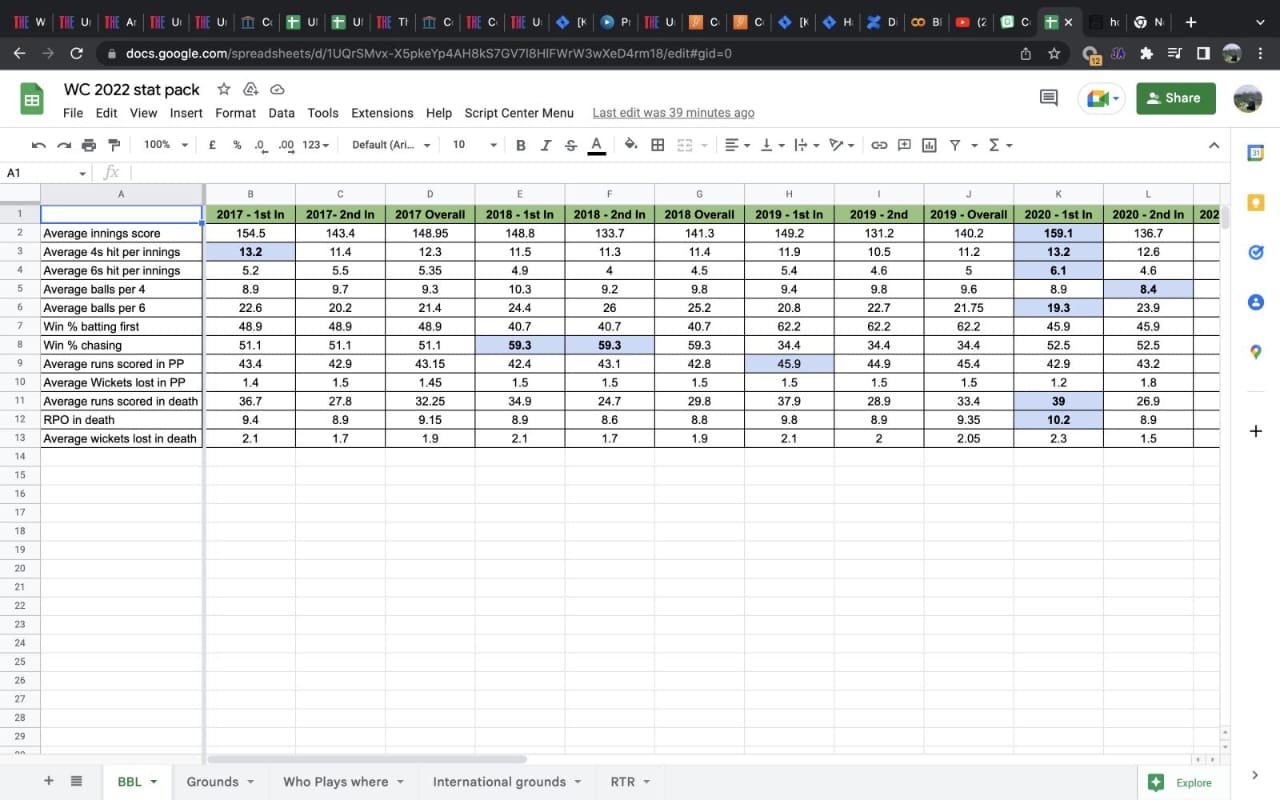 THE W THE U THE Ar THE U THE U Co U U THE Tl Co THE C THE U [K P THE U C C [K H D Bl (2 C h N
docs.google.com/spreadsheets/d/1UQrSMvx-X5pkeYp4AH8kS7GV7l8HlFWrW3wXeD4rm18/edit#gid=0 12
WC 2022 stat pack
File Edit View Insert Format Data Tools Extensions Help Script Center Menu Last edit was 39 minutes ago Share
100% £ % .0 .00 123 Default (Ari... 10 B I S A Σ 31
A1 fx
A B C D E F G H I J K L
1 2017 - 1st In 2017- 2nd In 2017 Overall 2018 - 1st In 2018 - 2nd In 2018 Overall 2019 - 1st In 2019 - 2nd 2019 - Overall 2020 - 1st In 2020 - 2nd In 202
2 Average innings score 154.5 143.4 148.95 148.8 133.7 141.3 149.2 131.2 140.2 159.1 136.7
3 Average 4s hit per innings 13.2 11.4 12.3 11.5 11.3 11.4 11.9 10.5 11.2 13.2 12.6
4 Average 6s hit per innings 5.2 5.5 5.35 4.9 4 4.5 5.4 4.6 5 6.1 4.6
5 Average balls per 4 8.9 9.7 9.3 10.3 9.2 9.8 9.4 9.8 9.6 8.9 8.4
6 Average balls per 6 22.6 20.2 21.4 24.4 26 25.2 20.8 22.7 21.75 19.3 23.9
7 Win % batting first 48.9 48.9 48.9 40.7 40.7 40.7 62.2 62.2 62.2 45.9 45.9
8 Win % chasing 51.1 51.1 51.1 59.3 59.3 59.3 34.4 34.4 34.4 52.5 52.5
9 Average runs scored in PP 43.4 42.9 43.15 42.4 43.1 42.8 45.9 44.9 45.4 42.9 43.2
10 Average Wickets lost in PP 1.4 1.5 1.45 1.5 1.5 1.5 1.5 1.5 1.5 1.2 1.8
11 Average runs scored in death 36.7 27.8 32.25 34.9 24.7 29.8 37.9 28.9 33.4 39 26.9
12 RPO in death 9.4 8.9 9.15 8.9 8.6 8.8 9.8 8.9 9.35 10.2 8.9
13 Average wickets lost in death 2.1 1.7 1.9 2.1 1.7 1.9 2.1 2 2.05 2.3 1.5
14
15
16
17
18
19
20
21
22
23
24
25
26
27
28
29
BBL Grounds Who Plays where International grounds RTR Explore